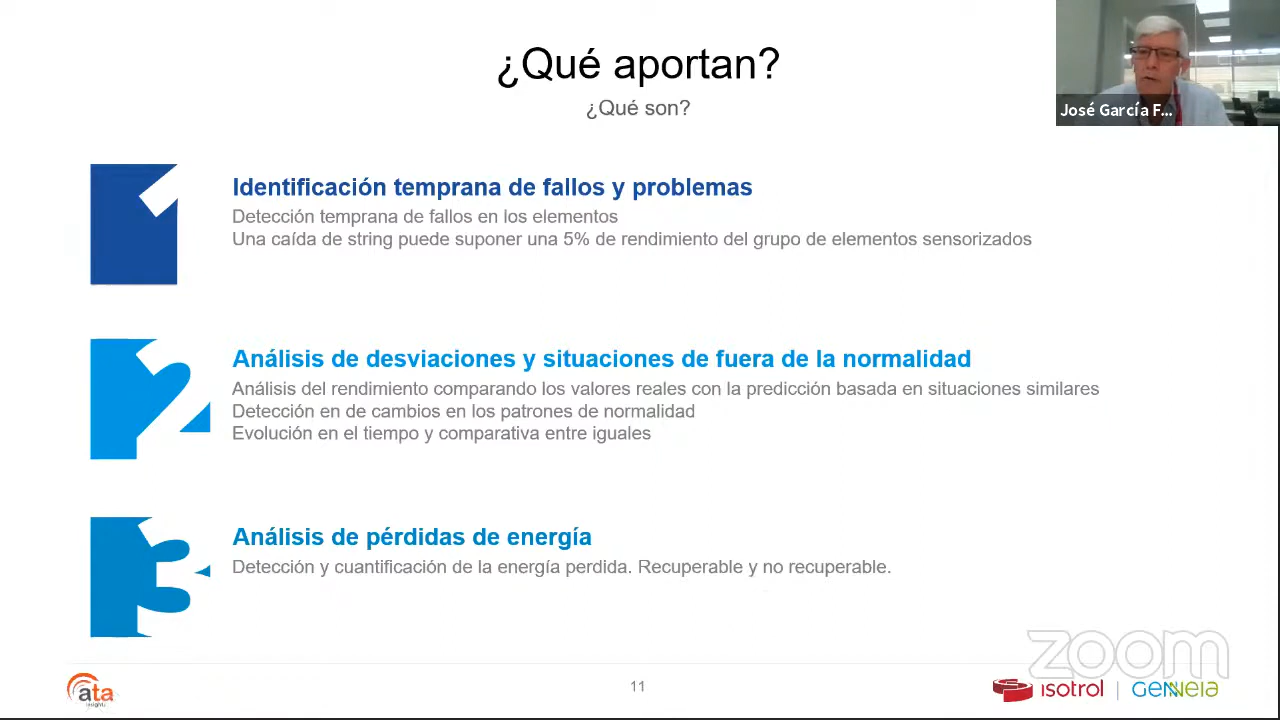 ¿Qué aportan?
¿Qué son?
José García F...
1
Identificación temprana de fallos y problemas
Detección temprana de fallos en los elementos
Una caída de string puede suponer una 5% de rendimiento del grupo de elementos sensorizados
2
Análisis de desviaciones y situaciones de fuera de la normalidad
Análisis del rendimiento comparando los valores reales con la predicción basada en situaciones similares
Detección en de cambios en los patrones de normalidad
Evolución en el tiempo y comparativa entre iguales
3
Análisis de pérdidas de energía
Detección y cuantificación de la energía perdida. Recuperable y no recuperable.
zoom
ata
insights
11
isotrol | GENNEIA